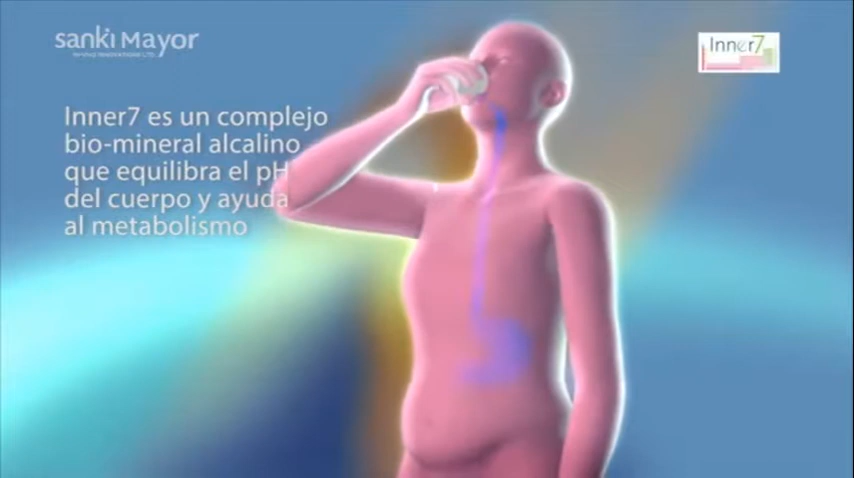 sanki Mayor
Inner7
Inner7 es un complejo
bio-mineral alcalino
que equilibra el pH
del cuerpo y ayuda
al metabolismo